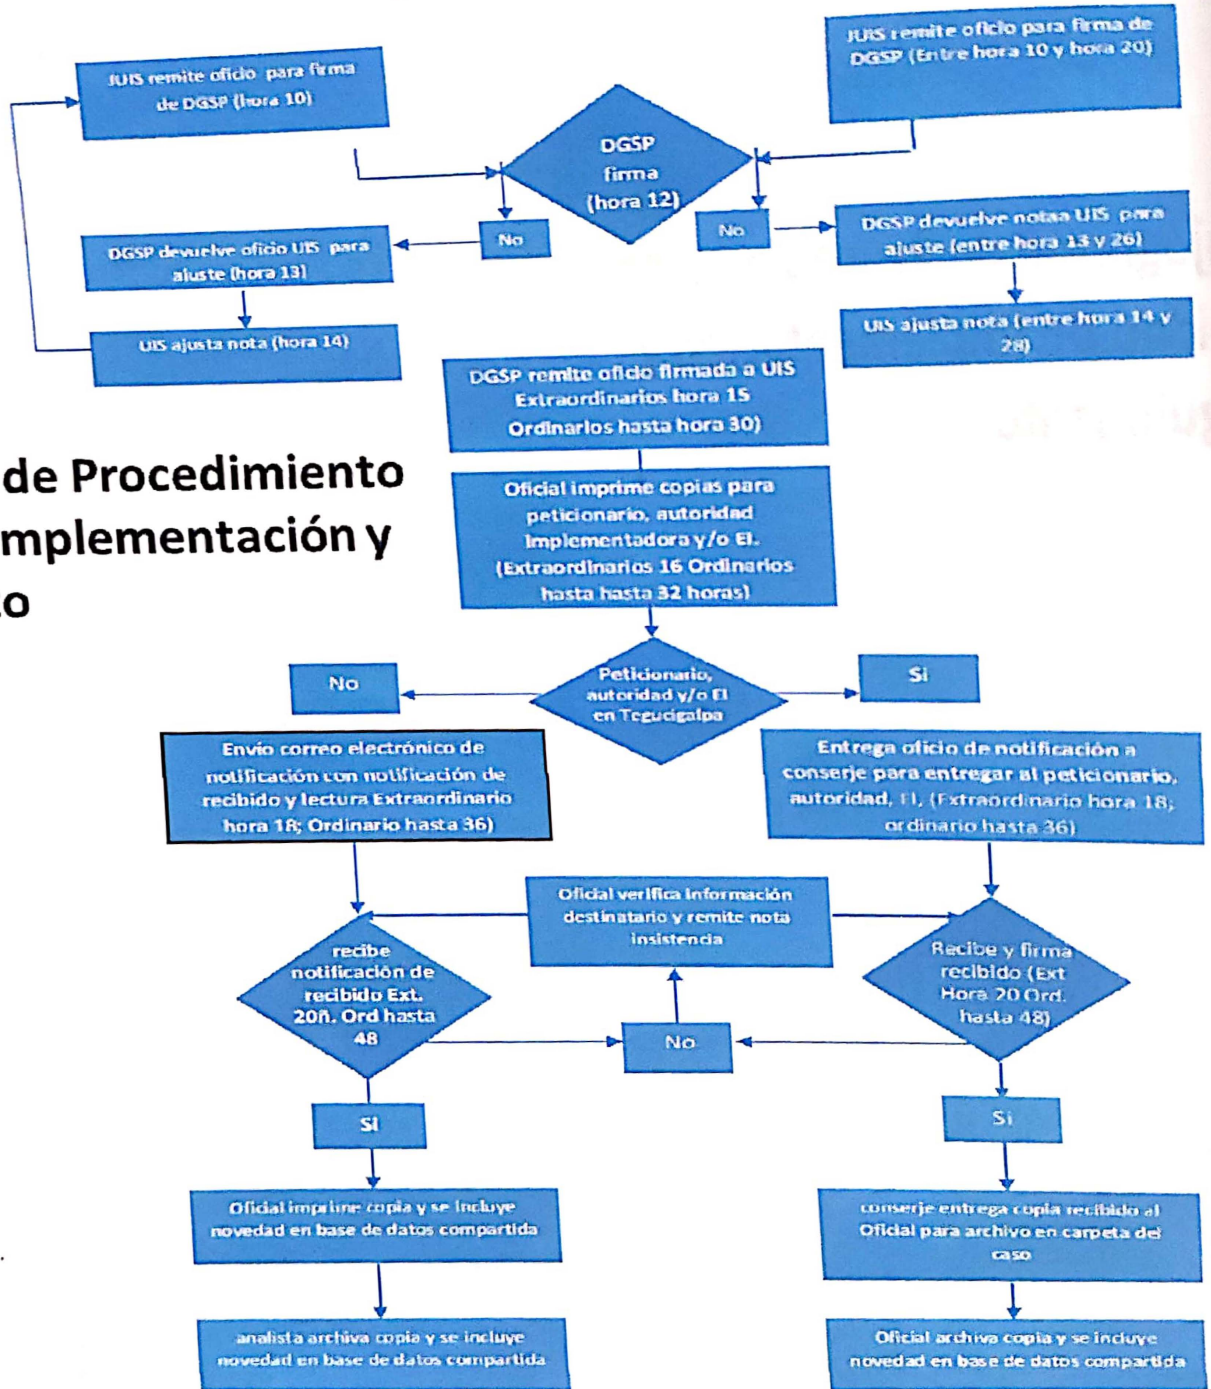 JUIS remite oficio para firma
de DGSP (hora 10)
JUIS remite oficio para firma de
DGSP (Entre hora 10 y hora 20)
DGSP
firma
(hora 12)
No
No
DGSP devuelve oficio UIS para
ajuste (hora 13)
DGSP devuelve notaa UIS para
ajuste (entre hora 13 y 26)
UIS ajusta nota (hora 14)
UIS ajusta nota (entre hora 14 y
28)
DGSP remite oficio firmada a UIS
Extraordinarios hora 15
Ordinarios hasta hora 30)
de Procedimiento
mplementación y
o
Oficial imprime copias para
peticionario, autoridad
Implementadora y/o EI.
(Extraordinarios 16 Ordinarios
hasta hasta 32 horas)
Peticionario,
autoridad y/o EI
en Tegucigalpa
No
Si
Envío correo electrónico de
notificación con notificación de
recibido y lectura Extraordinario
hora 18; Ordinario hasta 36)
Entrega oficio de notificación a
conserje para entregar al peticionario,
autoridad, EI, (Extraordinario hora 18;
ordinario hasta 36)
Oficial verifica información
destinatario y remite nota
insistencia
recibe
notificación de
recibido Ext.
20ñ. Ord hasta
48
Recibe y firma
recibido (Ext
Hora 20 Ord.
hasta 48)
No
Si
Si
Oficial imprime copia y se incluye
novedad en base de datos compartida
conserje entrega copia recibido al
Oficial para archivo en carpeta del
caso
analista archiva copia y se incluye
novedad en base de datos compartida
Oficial archiva copia y se incluye
novedad en base de datos compartida